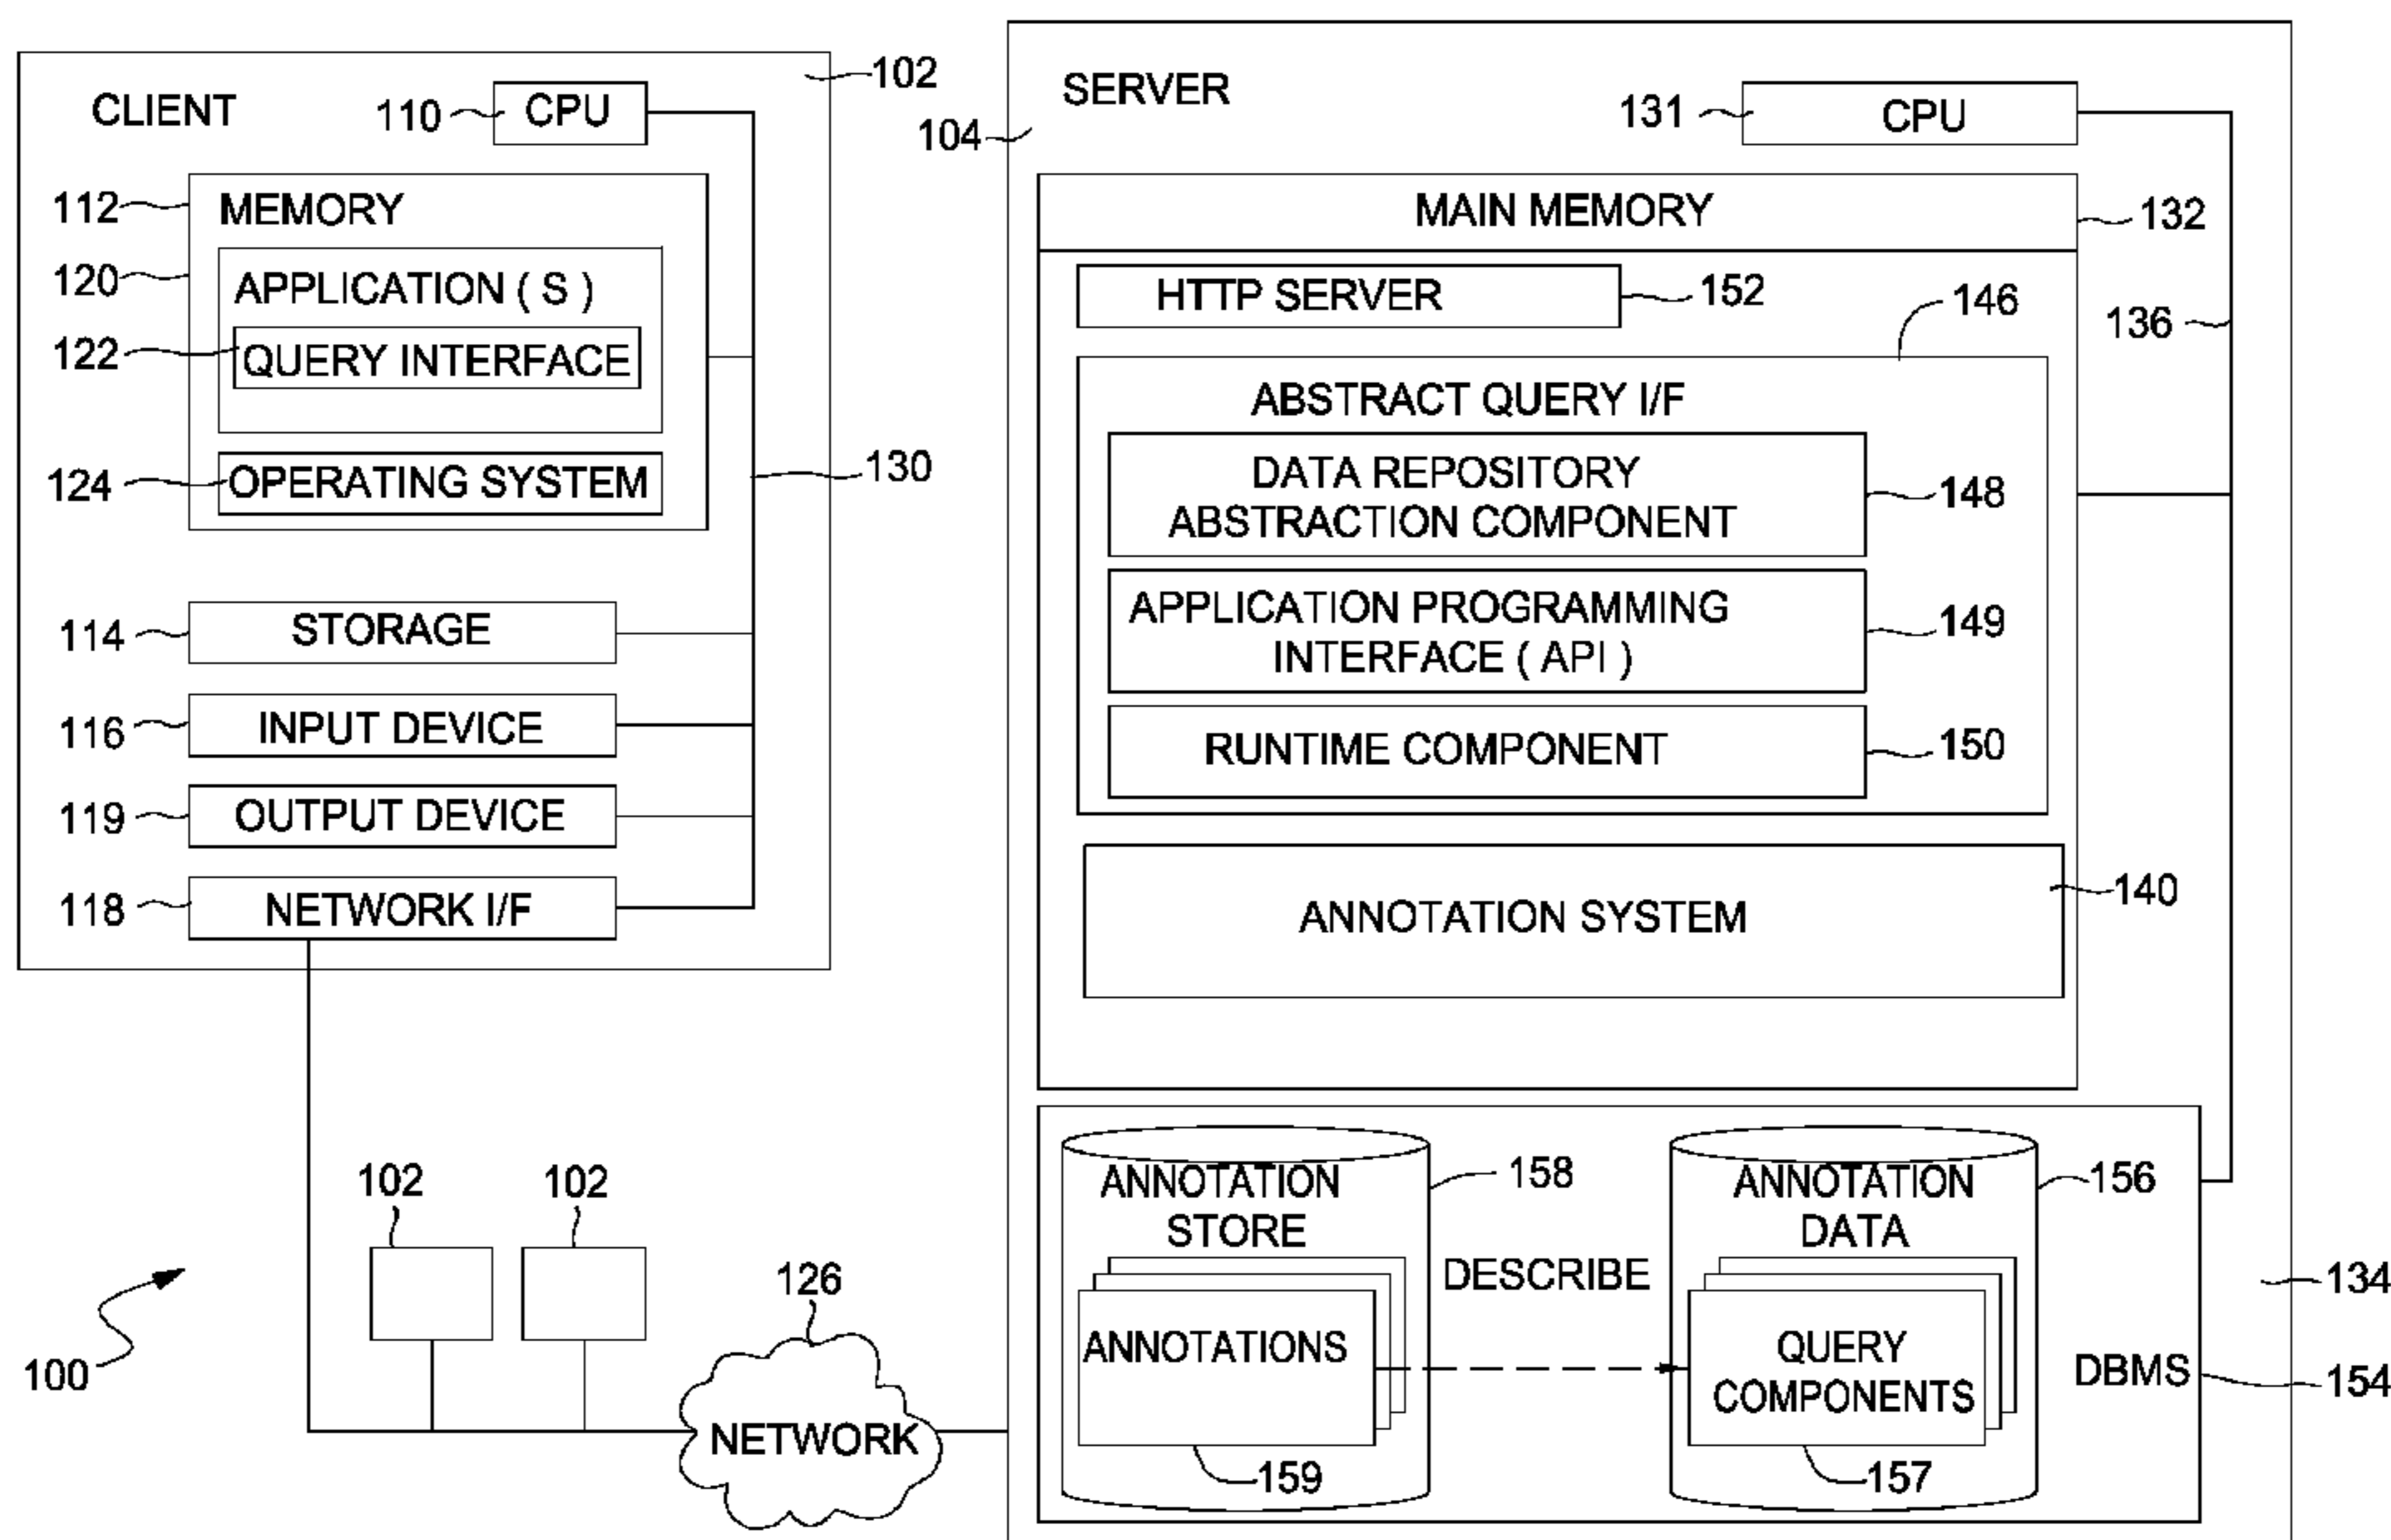 CLIENT
102
110
CPU
112
MEMORY
120
APPLICATION ( S )
122
QUERY INTERFACE
124
OPERATING SYSTEM
130
114
STORAGE
116
INPUT DEVICE
119
OUTPUT DEVICE
118
NETWORK I/F
102
102
100
126
NETWORK
SERVER
104
131
CPU
MAIN MEMORY
132
HTTP SERVER
152
146
136
ABSTRACT QUERY I/F
DATA REPOSITORY
ABSTRACTION COMPONENT
148
APPLICATION PROGRAMMING
INTERFACE ( API )
149
RUNTIME COMPONENT
150
ANNOTATION SYSTEM
140
ANNOTATION
STORE
158
DESCRIBE
ANNOTATION
DATA
156
ANNOTATIONS
159
QUERY
COMPONENTS
157
134
DBMS
154